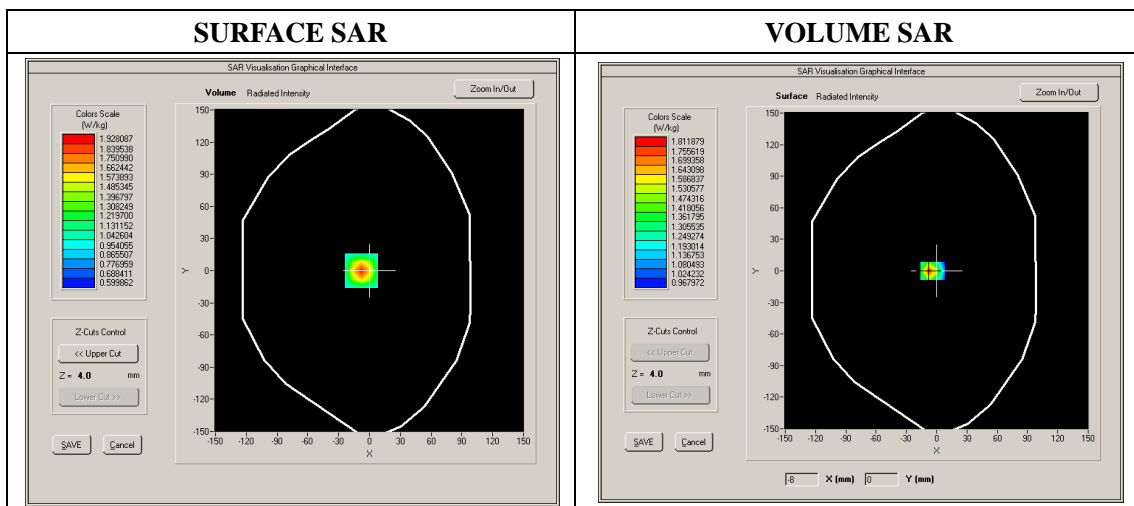 SURFACE SAR
VOLUME SAR
SAR Visualisation Graphical Interface
Volume Radiated Intensity
Zoom In/Out
Colors Scale
(W/kg)
1.928087
1.839538
1.750990
1.662442
1.573893
1.485345
1.396797
1.308249
1.219700
1.131152
1.042604
0.954055
0.865507
0.776959
0.688411
0.599862
150
120
90
60
30
0
-30
-60
-90
-120
-150
Y
-150 -120 -90 -60 -30 0 30 60 90 120 150
X
Z-Cuts Control
<< Upper Cut
Z = 4.0 mm
Lower Cut >>
SAVE
Cancel
SAR Visualisation Graphical Interface
Surface Radiated Intensity
Zoom In/Out
Colors Scale
(W/kg)
1.811879
1.755619
1.699358
1.643098
1.586837
1.530577
1.474316
1.418056
1.361795
1.305535
1.249274
1.193014
1.136753
1.080493
1.024232
0.967972
150
120
90
60
30
0
-30
-60
-90
-120
-150
Y
-150 -120 -90 -60 -30 0 30 60 90 120 150
X
Z-Cuts Control
<< Upper Cut
Z = 4.0 mm
Lower Cut >>
SAVE
Cancel
-8 X (mm) 0 Y (mm)